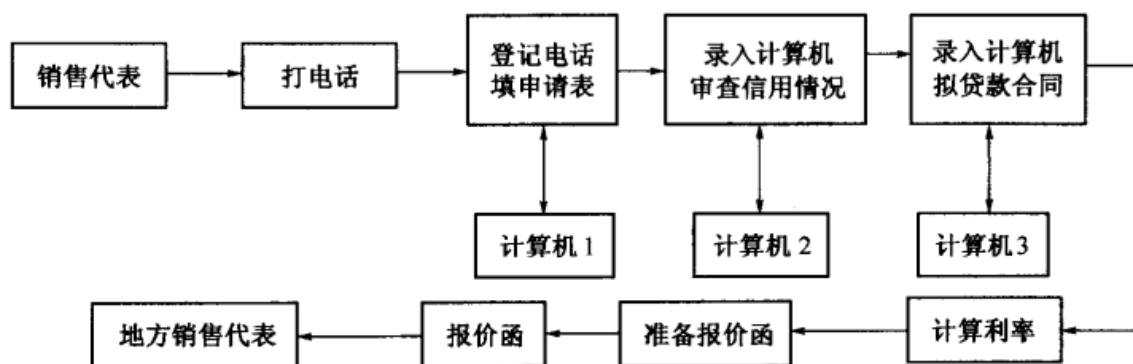 销售代表
打电话
登记电话
填申请表
录入计算机
审查信用情况
录入计算机
拟贷款合同
计算机1
计算机2
计算机3
地方销售代表
报价函
准备报价函
计算利率